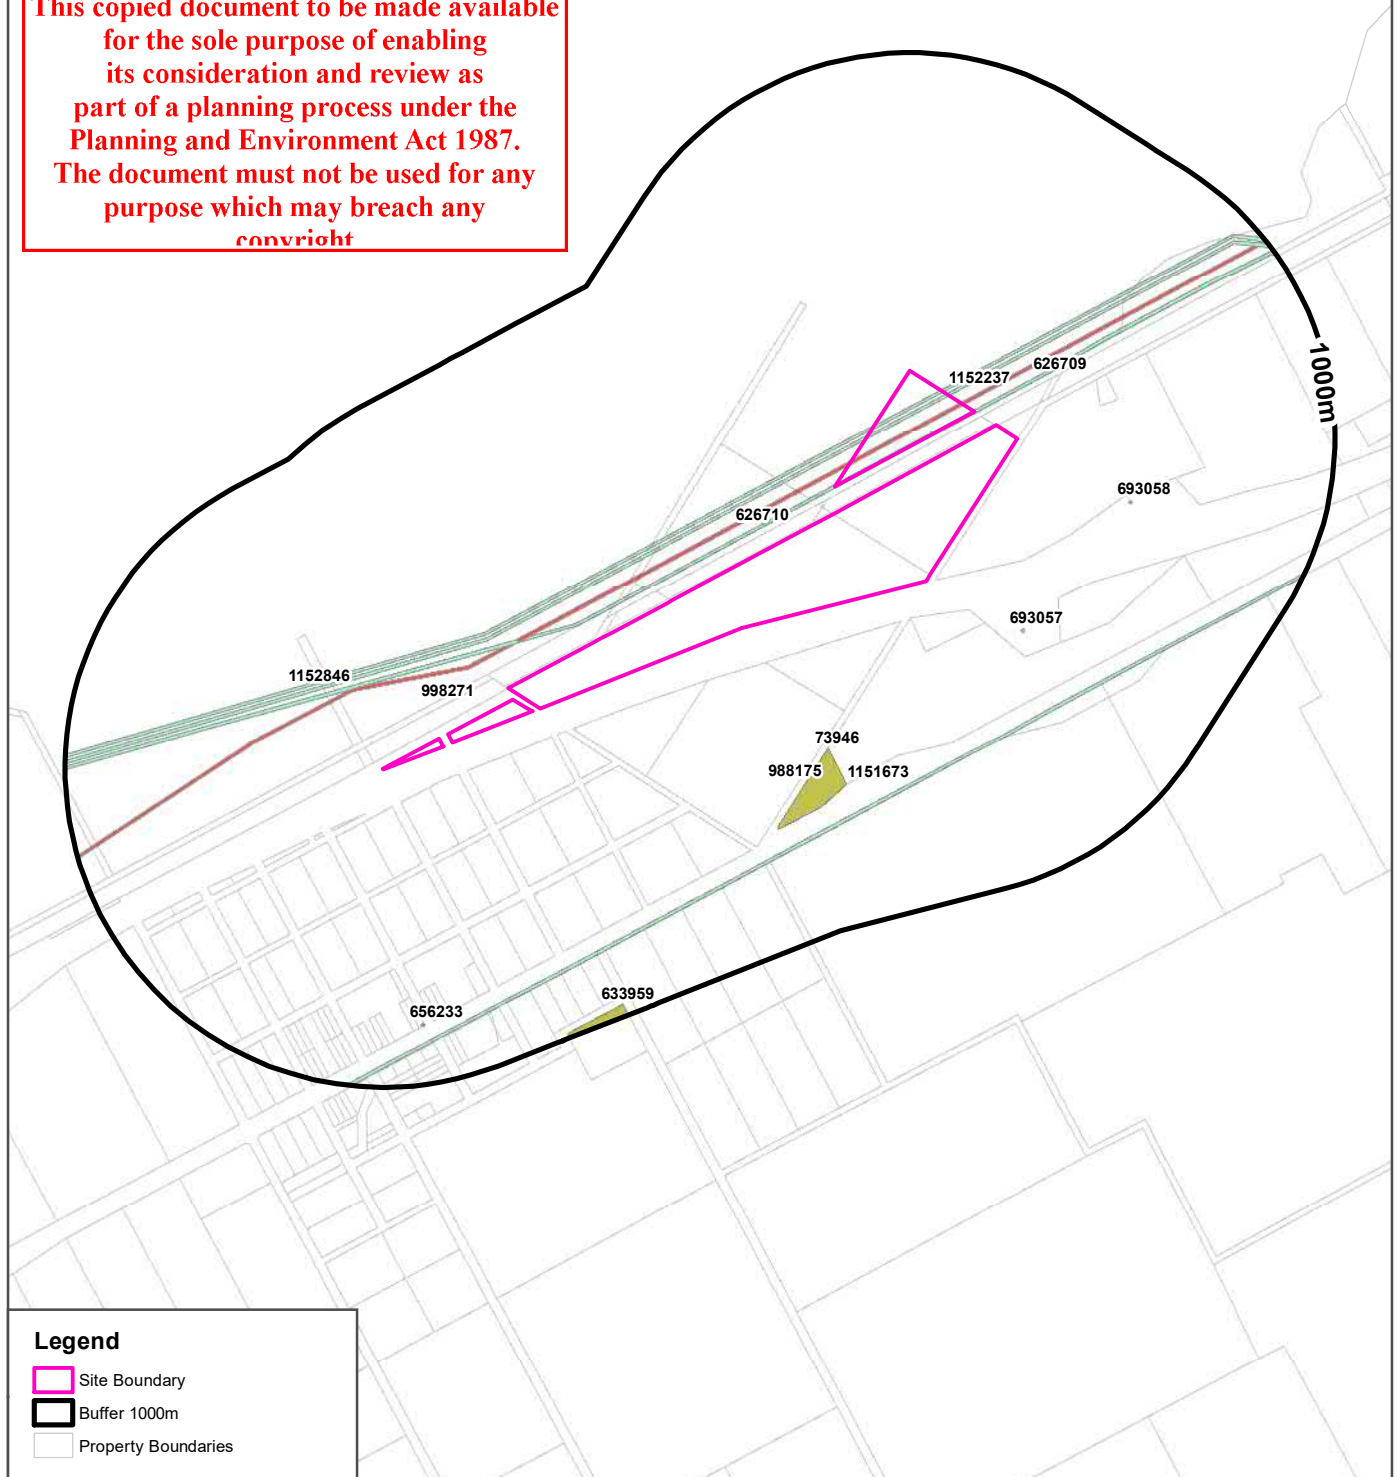 This copied document to be made available
for the sole purpose of enabling
its consideration and review as
part of a planning process under the
Planning and Environment Act 1987.
The document must not be used for any
purpose which may breach any
copyright
1000m
626709
1152237
693058
626710
693057
1152846
998271
73946
988175
1151673
633959
656233
Legend
Site Boundary
Buffer 1000m
Property Boundaries